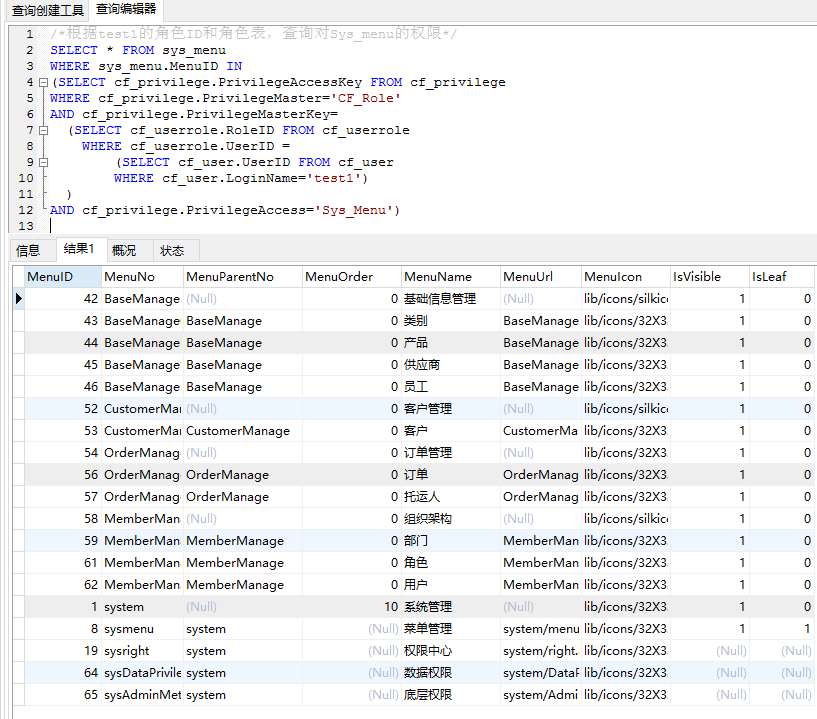 查询创建工具 查询编辑器
1 /*根据test1的角色ID和角色表，查询对Sys_menu的权限*/
2 SELECT * FROM sys_menu
3 WHERE sys_menu.MenuID IN
4 (SELECT cf_privilege.PrivilegeAccessKey FROM cf_privilege
5 WHERE cf_privilege.PrivilegeMaster='CF_Role'
6 AND cf_privilege.PrivilegeMasterKey=
7 (SELECT cf_userrole.RoleID FROM cf_userrole
8 WHERE cf_userrole.UserID =
9 (SELECT cf_user.UserID FROM cf_user
10 WHERE cf_user.LoginName='test1')
11 )
12 AND cf_privilege.PrivilegeAccess='Sys_Menu')
13
信息 结果1 概况 状态
MenuID MenuNo MenuParentNo MenuOrder MenuName MenuUrl MenuIcon IsVisible IsLeaf
42 BaseManage (Null) 0 基础信息管理 (Null) lib/icons/silkic 1 0
43 BaseManage BaseManage 0 类别 BaseManage lib/icons/32X3 1 0
44 BaseManage BaseManage 0 产品 BaseManage lib/icons/32X3 1 0
45 BaseManage BaseManage 0 供应商 BaseManage lib/icons/32X3 1 0
46 BaseManage BaseManage 0 员工 BaseManage lib/icons/32X3 1 0
52 CustomerMa (Null) 0 客户管理 (Null) lib/icons/silkic 1 0
53 CustomerMa CustomerManage 0 客户 CustomerMa lib/icons/32X3 1 0
54 OrderManag (Null) 0 订单管理 (Null) lib/icons/32X3 1 0
56 OrderManag OrderManage 0 订单 OrderManag lib/icons/32X3 1 0
57 OrderManag OrderManage 0 托运人 OrderManag lib/icons/32X3 1 0
58 MemberMan (Null) 0 组织架构 (Null) lib/icons/silkic 1 0
59 MemberMan MemberManage 0 部门 MemberMan lib/icons/32X3 1 0
61 MemberMan MemberManage 0 角色 MemberMan lib/icons/32X3 1 0
62 MemberMan MemberManage 0 用户 MemberMan lib/icons/32X3 1 0
1 system (Null) 10 系统管理 (Null) lib/icons/32X3 1 0
8 sysmenu system (Null) 菜单管理 system/menu lib/icons/32X3 1 1
19 sysright system (Null) 权限中心 system/right. lib/icons/32X3 (Null) (Null)
64 sysDataPrivile system (Null) 数据权限 system/DataP lib/icons/32X3 (Null) (Null)
65 sysAdminMet system (Null) 底层权限 system/Admi lib/icons/32X3 (Null) (Null)